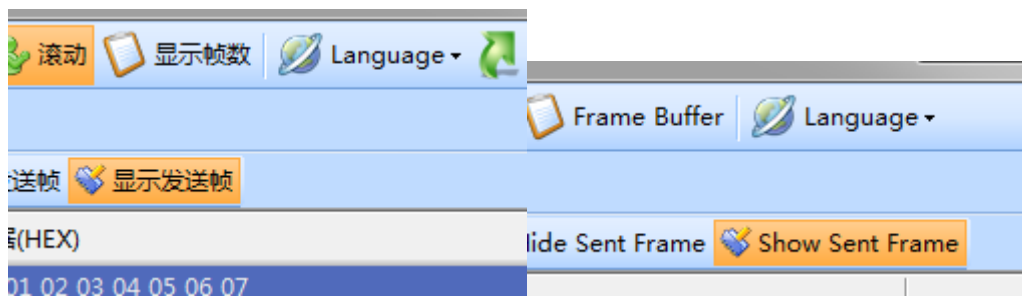 滚动 显示帧数 Language
送帧 显示发送帧
(HEX)
01 02 03 04 05 06 07
Frame Buffer Language
Hide Sent Frame Show Sent Frame